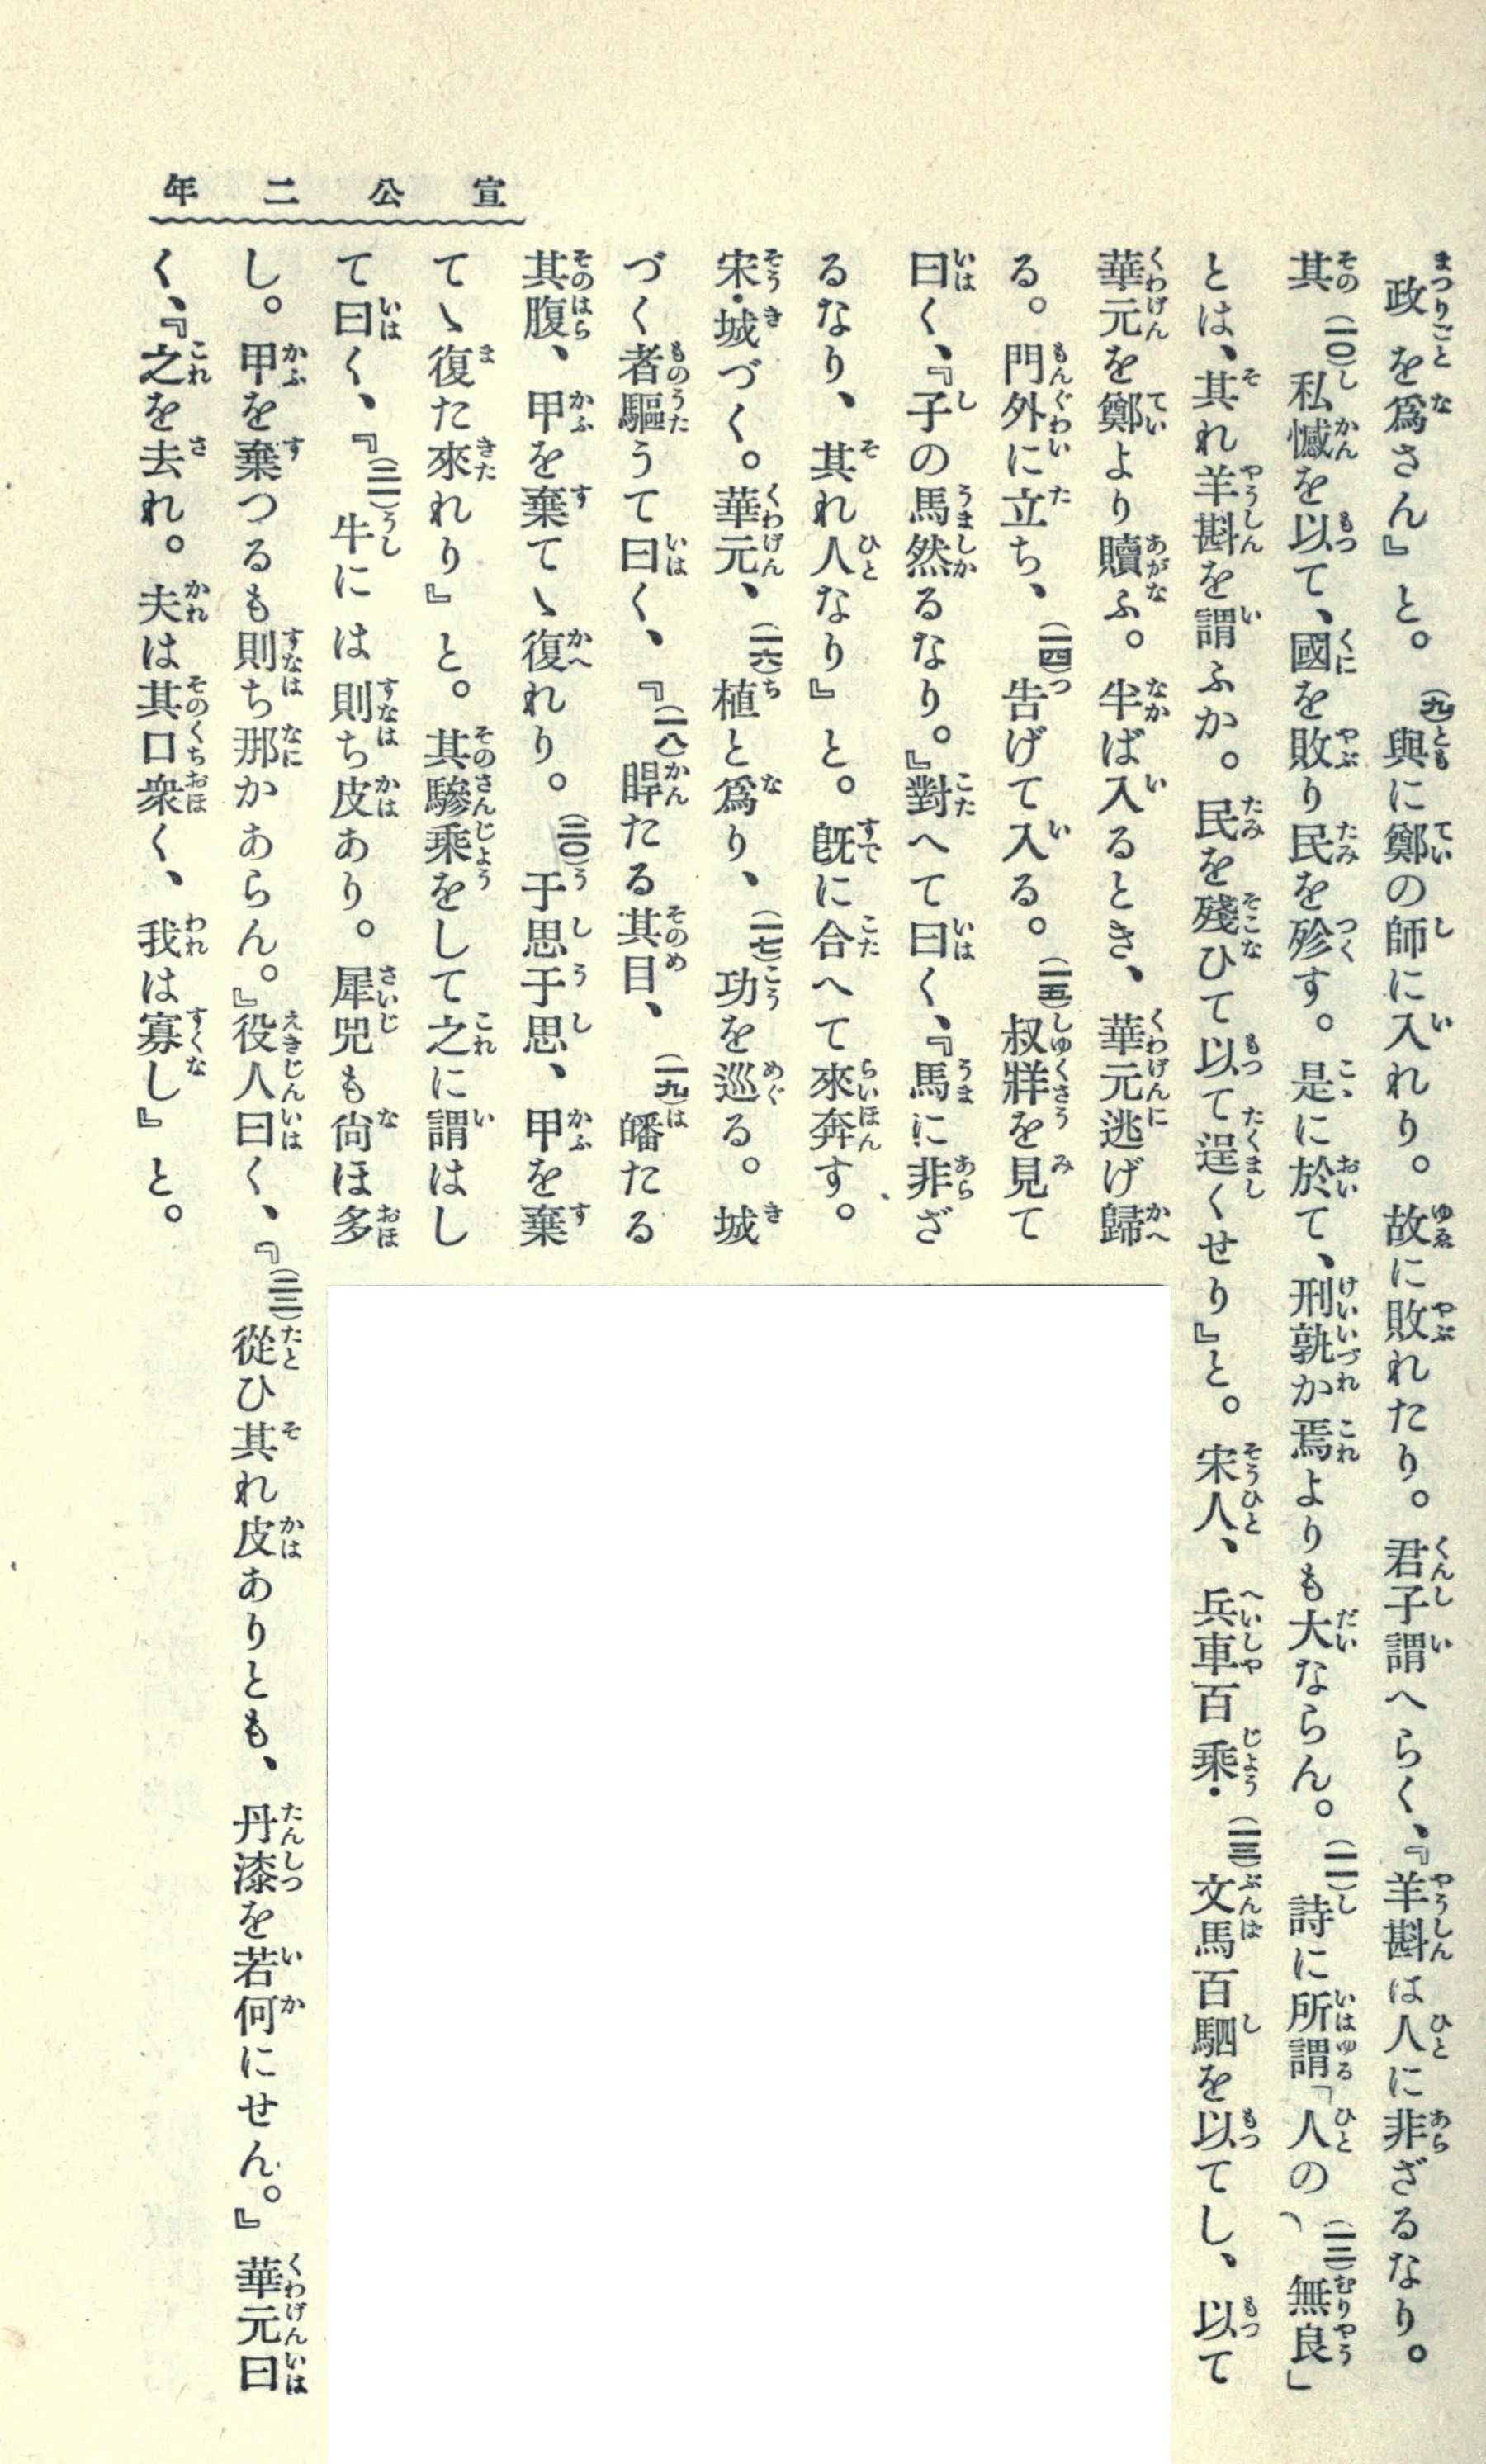 宣公二年
政を爲さん』と。(九)與に鄭の師に入れり。故に敗れたり。君子謂へらく、『羊斟は人に非ざるなり。
其(一〇)私憾を以て、國を敗り民を殄す。是に於て、刑孰か焉よりも大ならん。(一一)詩に所謂「人の(一二)無良」
とは、其れ羊斟を謂ふか。民を殘ひて以て逞くせり』と。宋人、兵車百乘・(一三)文馬百駟を以てし、以て
華元を鄭より贖ふ。半ば入るとき、華元逃げ歸
る。門外に立ち、(一四)告げて入る。(一五)叔牂を見て
曰く、『子の馬然るなり。』對へて曰く、『馬に非ざ
るなり、其れ人なり』と。既に合へて來奔す。
宋・城づく。華元、(一六)植と爲り、(一七)功を巡る。城
づく者驅うて曰く、『(一八)睅たる其目、(一九)皤たる
其腹、甲を棄てゝ復れり。(二〇)于思于思、甲を棄
てゝ復た來れり』と。其驂乘をして之に謂はし
て曰く、『(二一)牛には則ち皮あり。犀兕も尙ほ多
し。甲を棄つるも則ち那かあらん。』役人曰く、『(二二)從ひ其れ皮ありとも、丹漆を若何にせん。』華元曰
く、『之を去れ。夫は其口衆く、我は寡し』と。